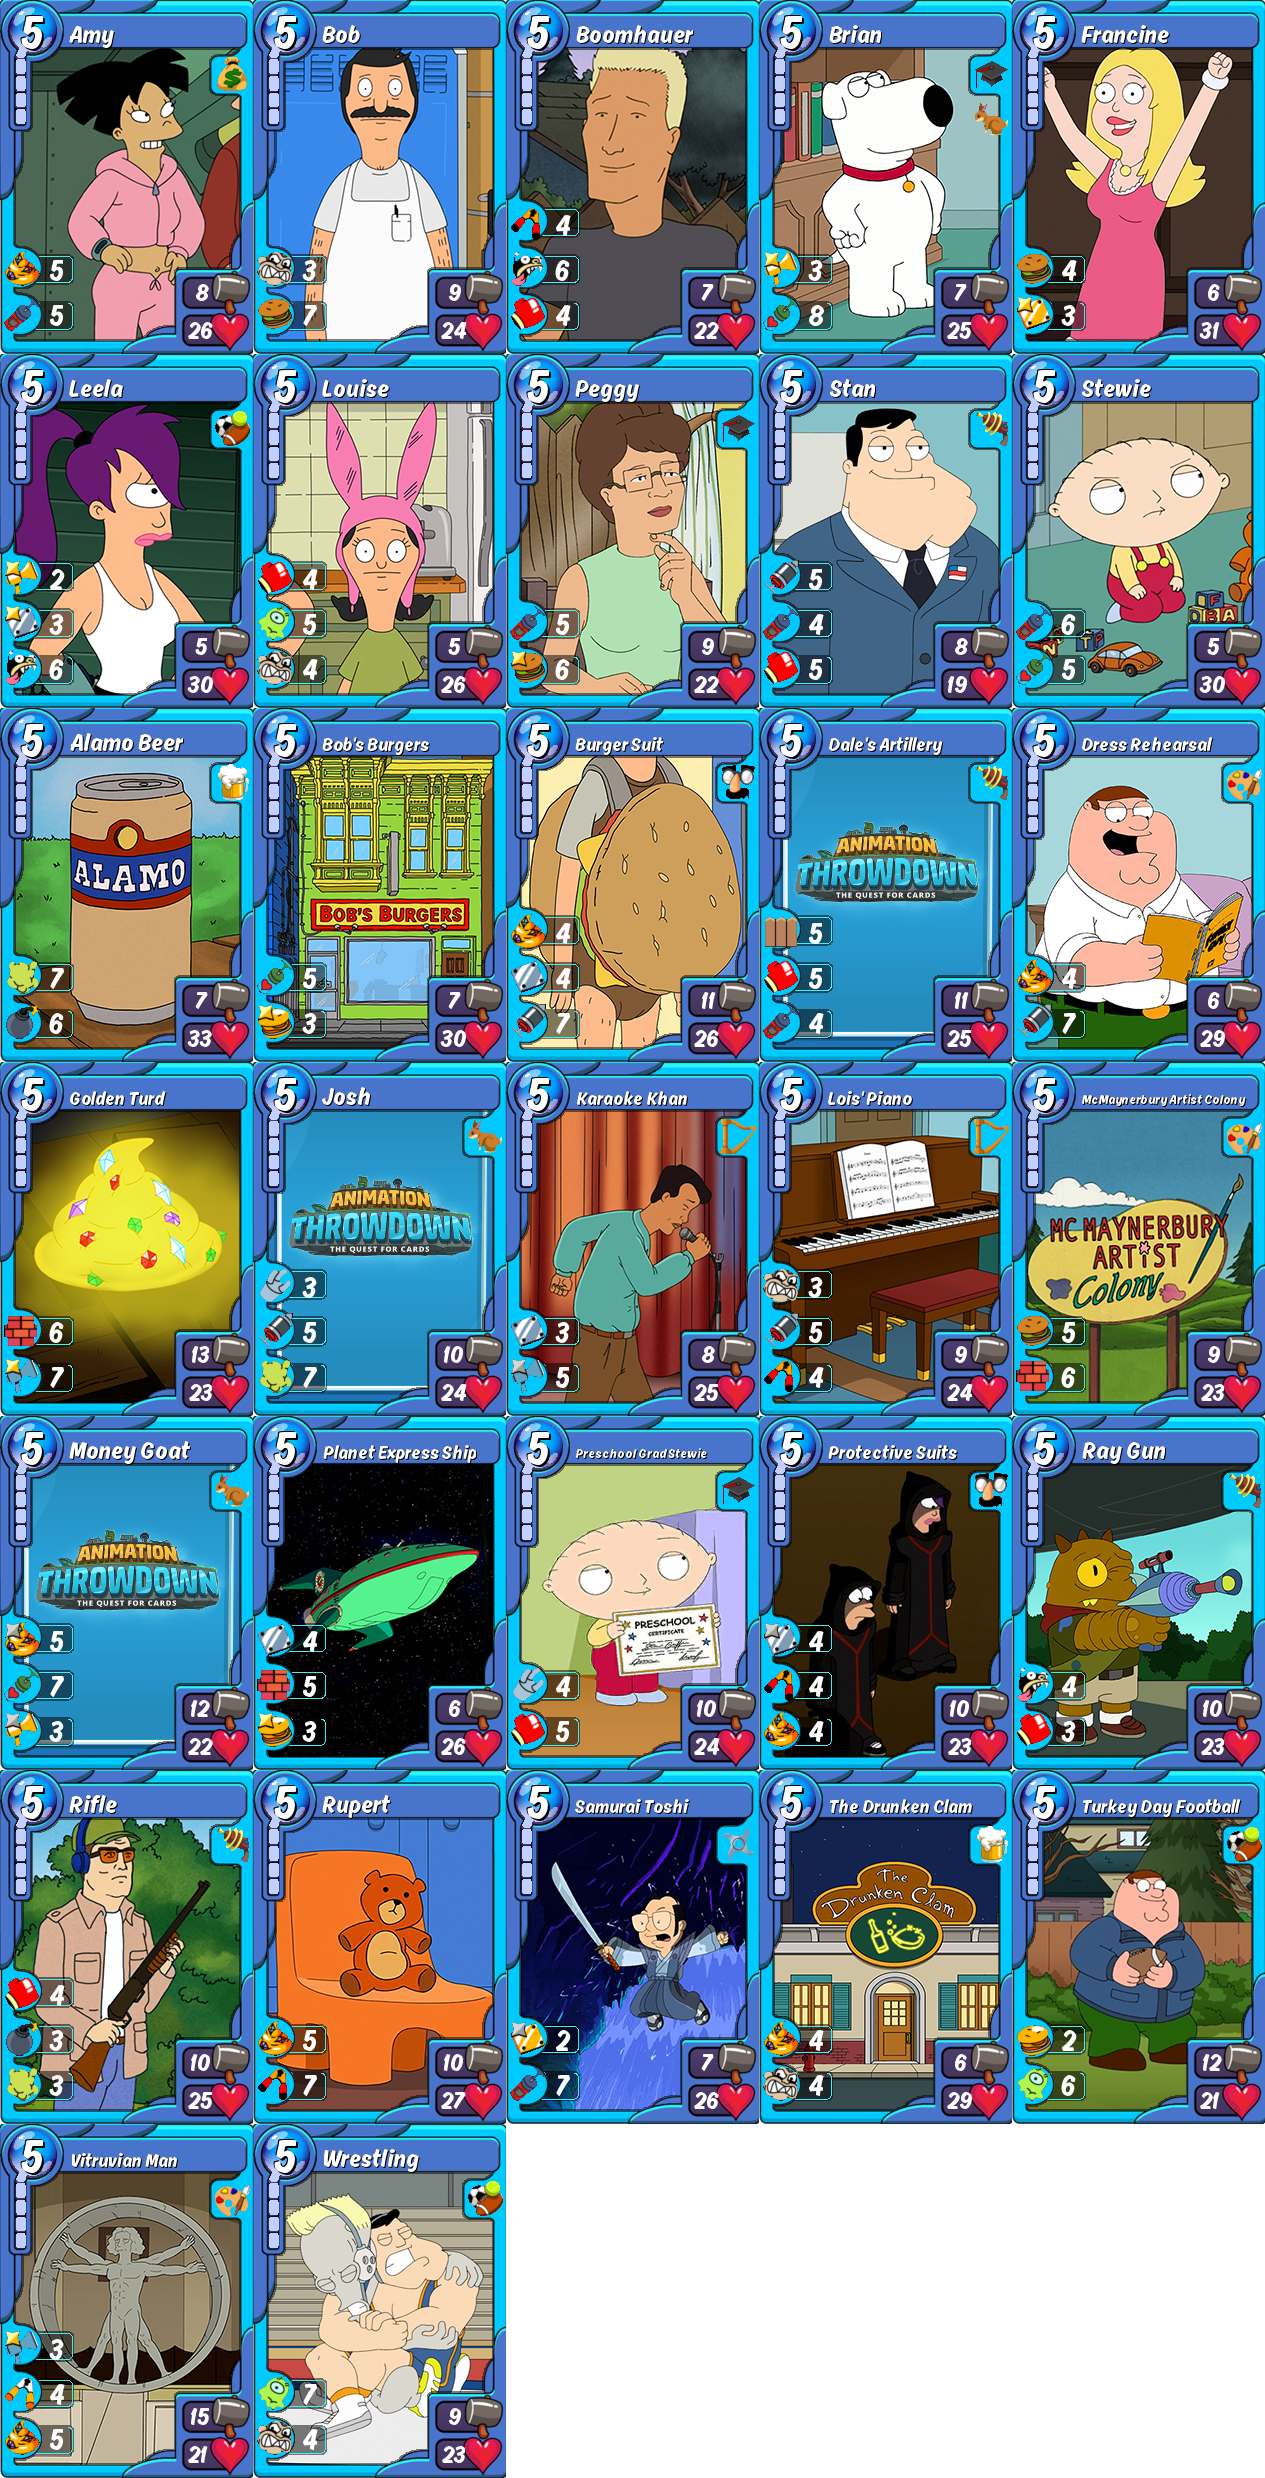 5 Amy
5
5
8
26
5 Bob
3
7
9
24
5 Boomhauer
4
6
4
7
22
5 Brian
3
8
7
25
5 Francine
4
3
6
31
5 Leela
2
3
6
5
30
5 Louise
4
5
4
5
26
5 Peggy
5
6
9
22
5 Stan
5
4
5
8
19
5 Stewie
6
5
5
30
5 Alamo Beer
ALAMO
7
6
7
33
5 Bob's Burgers
BOB'S BURGERS
5
3
7
30
5 Burger Suit
4
4
7
11
26
5 Dale's Artillery
ANIMATION
THROWDOWN
THE QUEST FOR CARDS
5
5
4
11
25
5 Dress Rehearsal
4
7
6
29
5 Golden Turd
6
7
13
23
5 Josh
ANIMATION
THROWDOWN
THE QUEST FOR CARDS
3
5
7
10
24
5 Karaoke Khan
3
5
8
25
5 Lois' Piano
3
5
4
9
24
5 McMaynerbury Artist Colony
MC MAYNERBURY
ARTIST
Colony
5
6
9
23
5 Money Goat
ANIMATION
THROWDOWN
THE QUEST FOR CARDS
5
7
3
12
22
5 Planet Express Ship
4
5
3
6
26
5 Preschool Grad Stewie
PRESCHOOL
CERTIFICATE
4
5
10
24
5 Protective Suits
4
4
4
10
23
5 Ray Gun
4
3
10
23
5 Rifle
4
3
3
10
25
5 Rupert
5
7
10
27
5 Samurai Toshi
2
7
7
26
5 The Drunken Clam
The
Drunken Clam
4
4
6
29
5 Turkey Day Football
2
6
12
21
5 Vitruvian Man
3
4
5
15
21
5 Wrestling
7
4
9
23